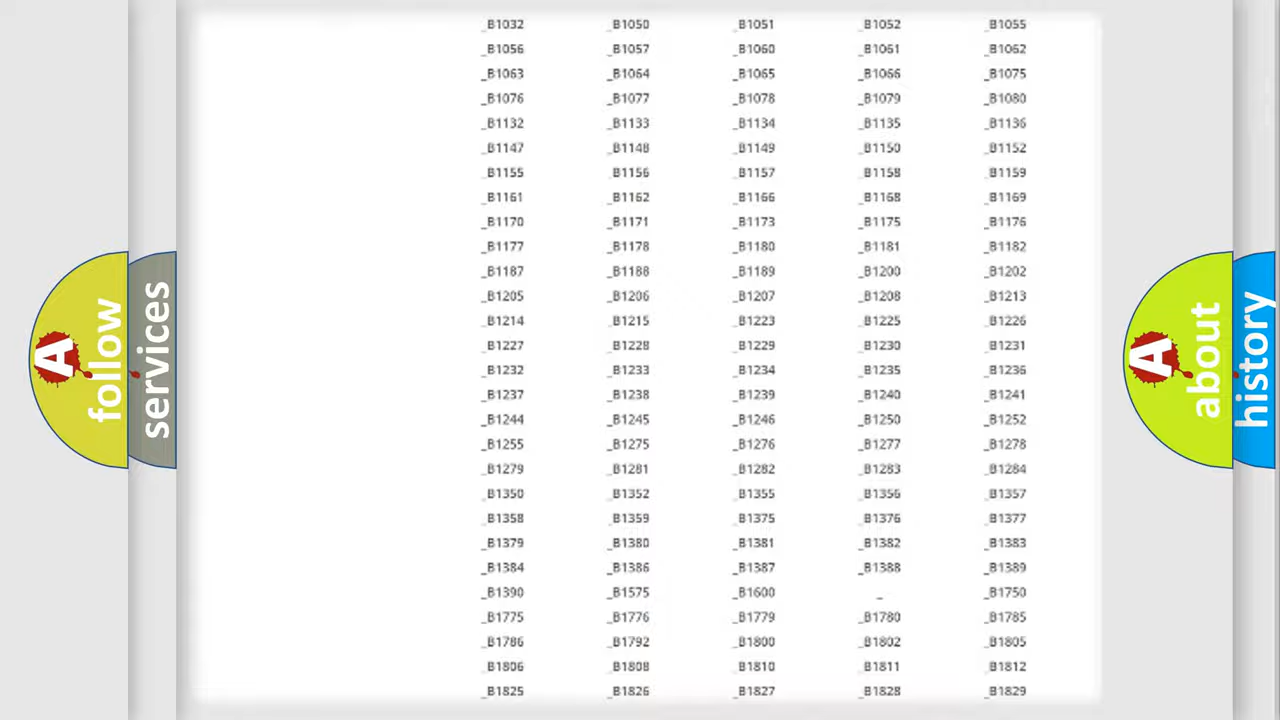 _B1032 _B1050 _B1051 _B1052 _B1055
_B1056 _B1057 _B1060 _B1061 _B1062
_B1063 _B1064 _B1065 _B1066 _B1075
_B1076 _B1077 _B1078 _B1079 _B1080
_B1132 _B1133 _B1134 _B1135 _B1136
_B1147 _B1148 _B1149 _B1150 _B1152
_B1155 _B1156 _B1157 _B1158 _B1159
_B1161 _B1162 _B1166 _B1168 _B1169
_B1170 _B1171 _B1173 _B1175 _B1176
_B1177 _B1178 _B1180 _B1181 _B1182
_B1187 _B1188 _B1189 _B1200 _B1202
_B1205 _B1206 _B1207 _B1208 _B1213
_B1214 _B1215 _B1223 _B1225 _B1226
_B1227 _B1228 _B1229 _B1230 _B1231
_B1232 _B1233 _B1234 _B1235 _B1236
_B1237 _B1238 _B1239 _B1240 _B1241
_B1244 _B1245 _B1246 _B1250 _B1252
_B1255 _B1275 _B1276 _B1277 _B1278
_B1279 _B1281 _B1282 _B1283 _B1284
_B1350 _B1352 _B1355 _B1356 _B1357
_B1358 _B1359 _B1375 _B1376 _B1377
_B1379 _B1380 _B1381 _B1382 _B1383
_B1384 _B1386 _B1387 _B1388 _B1389
_B1390 _B1575 _B1600 _ _B1750
_B1775 _B1776 _B1779 _B1780 _B1785
_B1786 _B1792 _B1800 _B1802 _B1805
_B1806 _B1808 _B1810 _B1811 _B1812
_B1825 _B1826 _B1827 _B1828 _B1829
A
follow
services
A
about
history